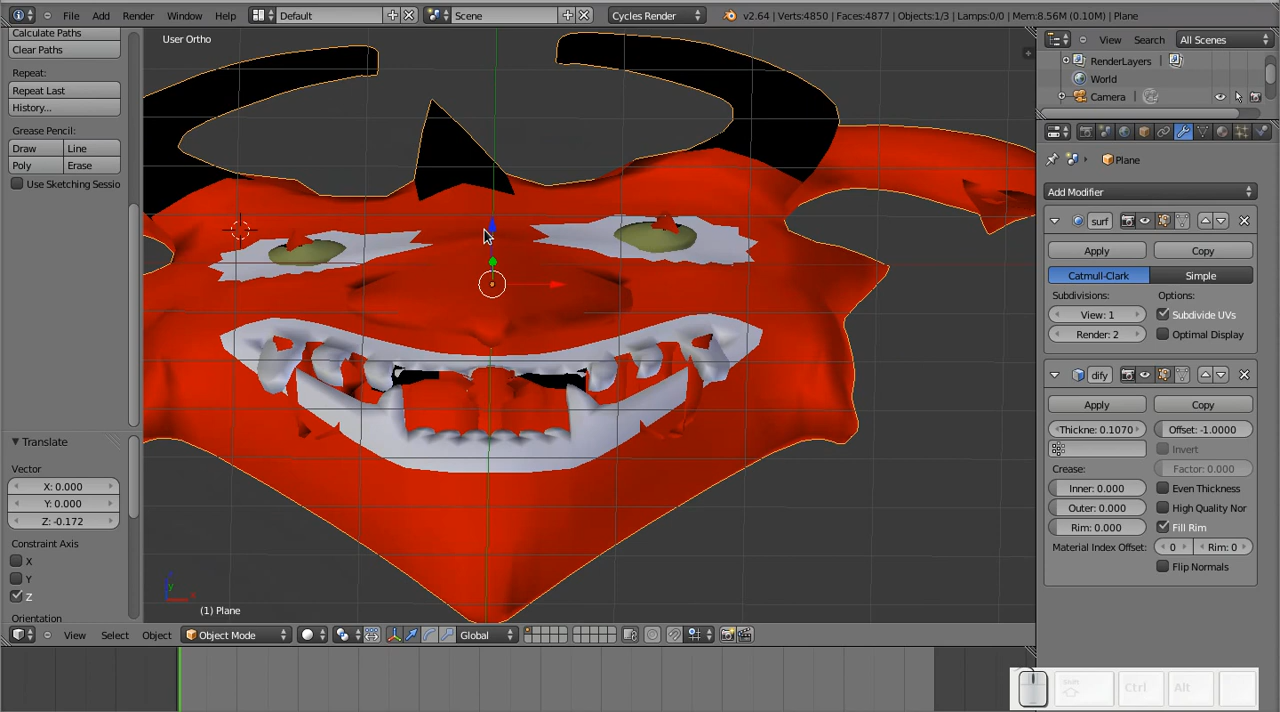 File Add Render Window Help Default Scene Cycles Render v2.64 | Verts:4850 | Faces:4877 | Objects:1/3 | Lamps:0/0 | Mem:8.56M (0.10M) | Plane
Calculate Paths
Clear Paths
Repeat:
Repeat Last
History...
Grease Pencil:
Draw Line
Poly Erase
Use Sketching Sessio
Translate
Vector
X: 0.000
Y: 0.000
Z: -0.172
Constraint Axis
X
Y
Z
Orientation
User Ortho
(1) Plane
View Select Object Object Mode Global
View Search All Scenes
RenderLayers
World
Camera
Plane
Add Modifier
surf
Apply Copy
Catmull-Clark Simple
Subdivisions: Options:
View: 1 Subdivide UVs
Render: 2 Optimal Display
dify
Apply Copy
Thickne: 0.1070 Offset: -1.0000
Invert
Crease: Factor: 0.000
Inner: 0.000 Even Thickness
Outer: 0.000 High Quality Nor
Rim: 0.000 Fill Rim
Material Index Offset: 0 Rim: 0
Flip Normals
Ctrl Alt